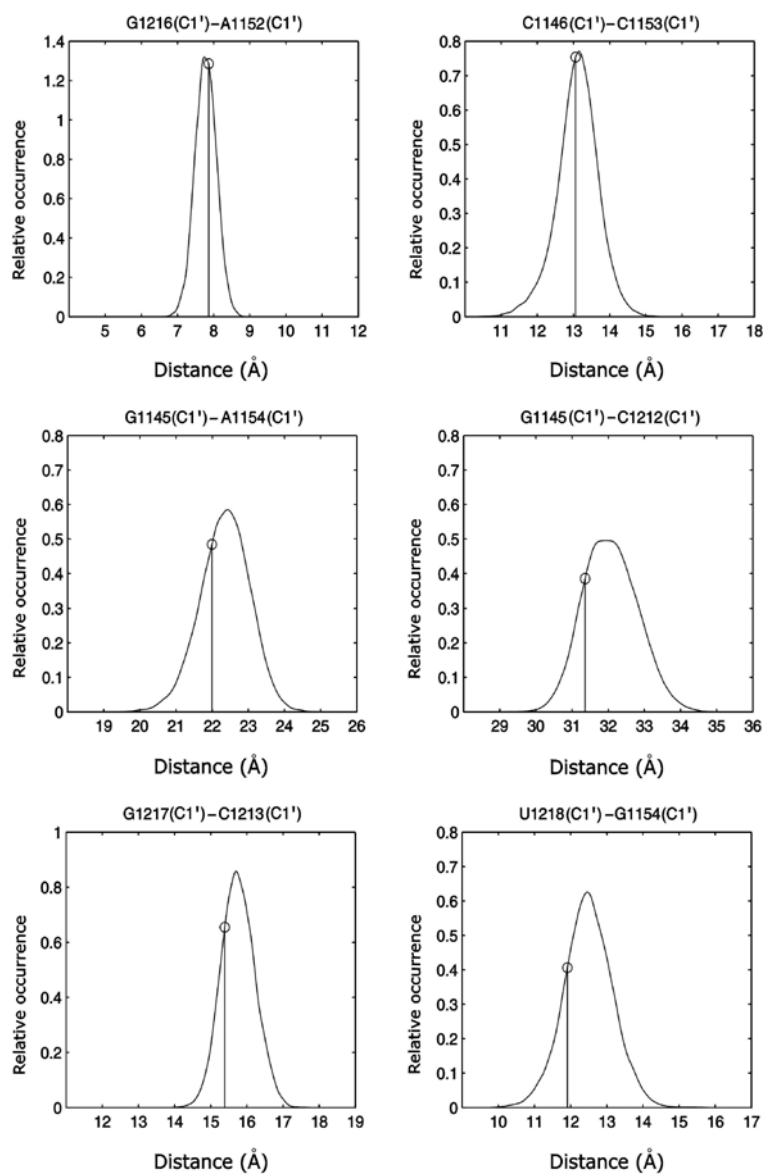 G1216(C1')-A1152(C1')
1.4
1.2
1
0.8
0.6
0.4
0.2
0
Relative occurrence
5 6 7 8 9 10 11 12
Distance (Å)
C1146(C1')-C1153(C1')
0.8
0.7
0.6
0.5
0.4
0.3
0.2
0.1
0
Relative occurrence
11 12 13 14 15 16 17 18
Distance (Å)
G1145(C1')-A1154(C1')
0.8
0.7
0.6
0.5
0.4
0.3
0.2
0.1
0
Relative occurrence
19 20 21 22 23 24 25 26
Distance (Å)
G1145(C1')-C1212(C1')
0.8
0.7
0.6
0.5
0.4
0.3
0.2
0.1
0
Relative occurrence
29 30 31 32 33 34 35 36
Distance (Å)
G1217(C1')-C1213(C1')
1
0.8
0.6
0.4
0.2
0
Relative occurrence
12 13 14 15 16 17 18 19
Distance (Å)
U1218(C1')-G1154(C1')
0.8
0.7
0.6
0.5
0.4
0.3
0.2
0.1
0
Relative occurrence
10 11 12 13 14 15 16 17
Distance (Å)